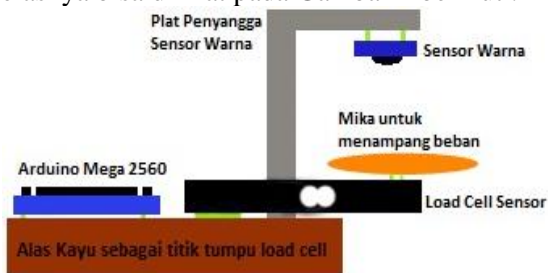 Plat Penyangga
Sensor Warna
Sensor Warna
Mika untuk
menampang beban
Arduino Mega 2560
Load Cell Sensor
Alas Kayu sebagai titik tumpu load cell